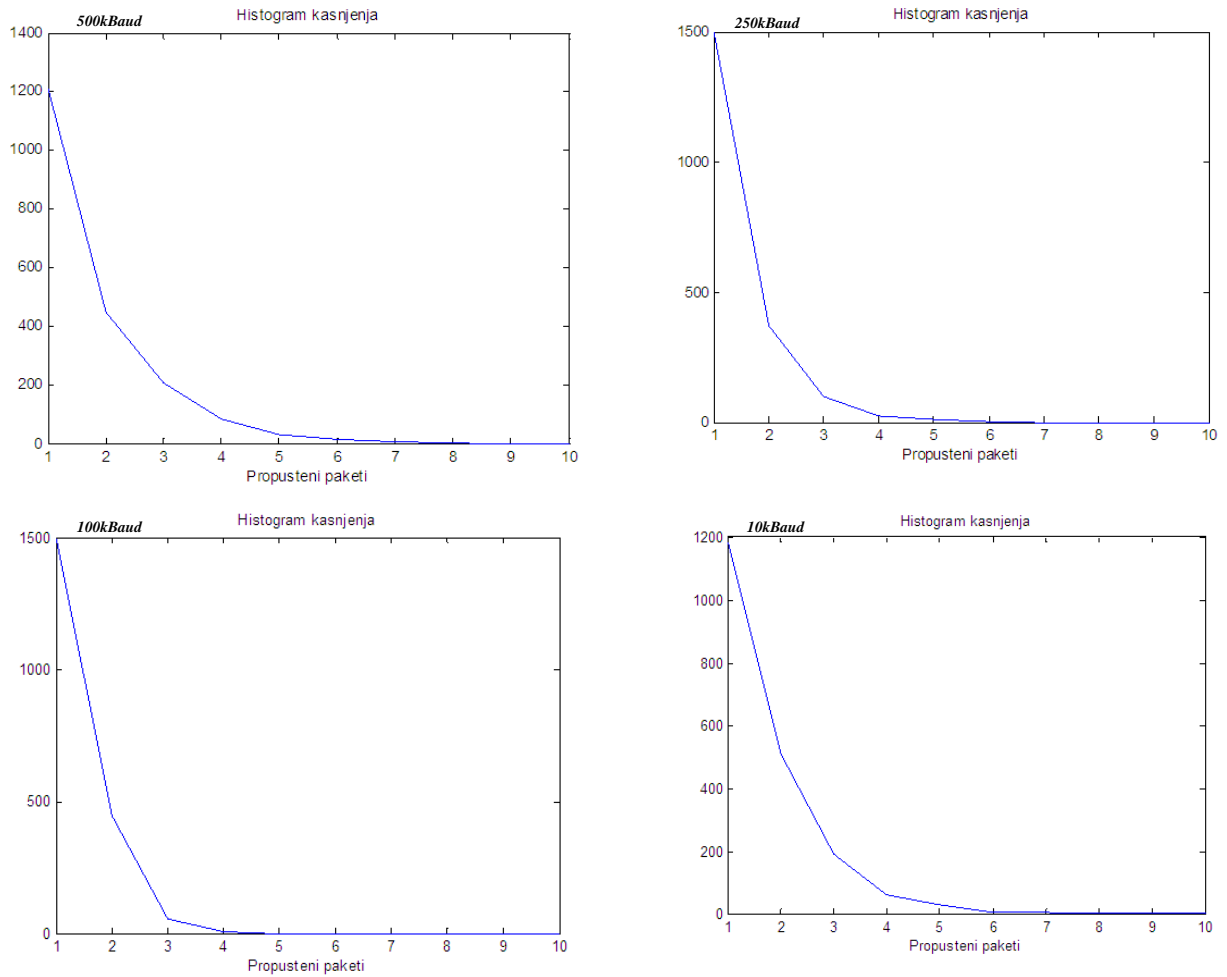 500kBaud
Histogram kasnjenja
1400
1200
1000
800
600
400
200
0
1 2 3 4 5 6 7 8 9 10
Propusteni paketi
250kBaud
Histogram kasnjenja
1500
1000
500
0
1 2 3 4 5 6 7 8 9 10
Propusteni paketi
100kBaud
Histogram kasnjenja
1500
1000
500
0
1 2 3 4 5 6 7 8 9 10
Propusteni paketi
10kBaud
Histogram kasnjenja
1200
1000
800
600
400
200
0
1 2 3 4 5 6 7 8 9 10
Propusteni paketi